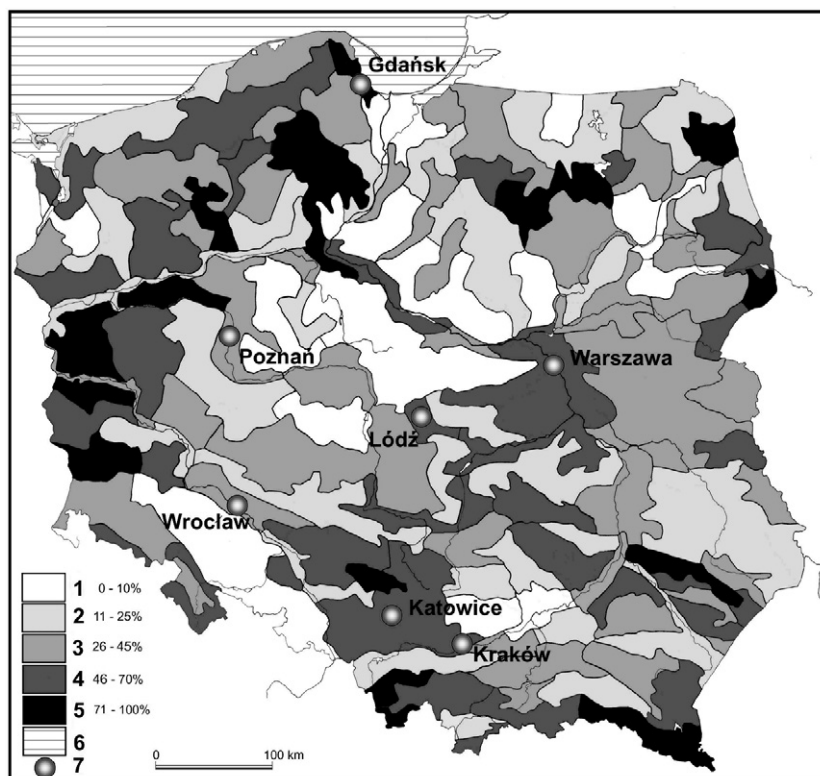 Gdańsk
Poznań
Warszawa
Łódź
Wrocław
Katowice
Kraków
1 0 - 10%
2 11 - 25%
3 26 - 45%
4 46 - 70%
5 71 - 100%
6
7
0 100 km